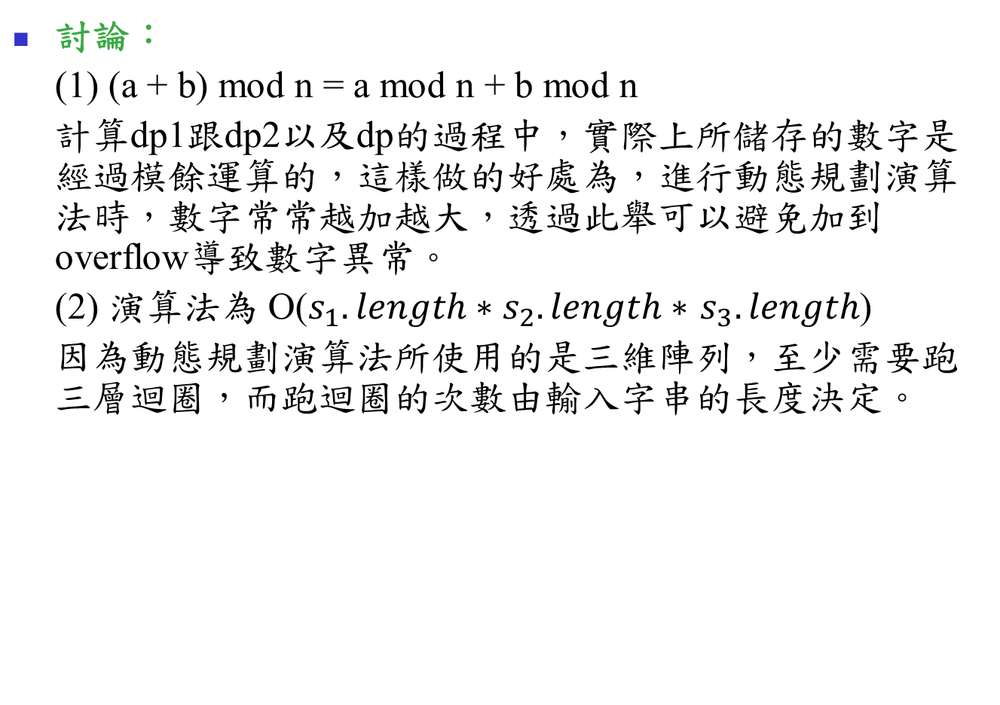 討論：
(1) (a + b) mod n = a mod n + b mod n
計算dp1跟dp2以及dp的過程中，實際上所儲存的數字是
經過模餘運算的，這樣做的好處為，進行動態規劃演算
法時，數字常常越加越大，透過此舉可以避免加到
overflow導致數字異常。
(2) 演算法為 O(s₁.length ∗ s₂.length ∗ s₃.length)
因為動態規劃演算法所使用的是三維陣列，至少需要跑
三層迴圈，而跑迴圈的次數由輸入字串的長度決定。